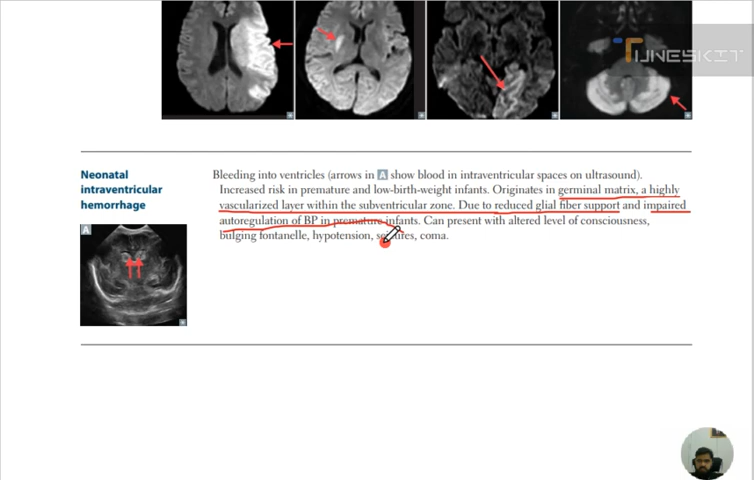 TUNESKIT
Neonatal
intraventricular
hemorrhage
Bleeding into ventricles (arrows in A show blood in intraventricular spaces on ultrasound).
Increased risk in premature and low-birth-weight infants. Originates in germinal matrix, a highly
vascularized layer within the subventricular zone. Due to reduced glial fiber support and impaired
autoregulation of BP in premature infants. Can present with altered level of consciousness,
bulging fontanelle, hypotension, seizures, coma.
A